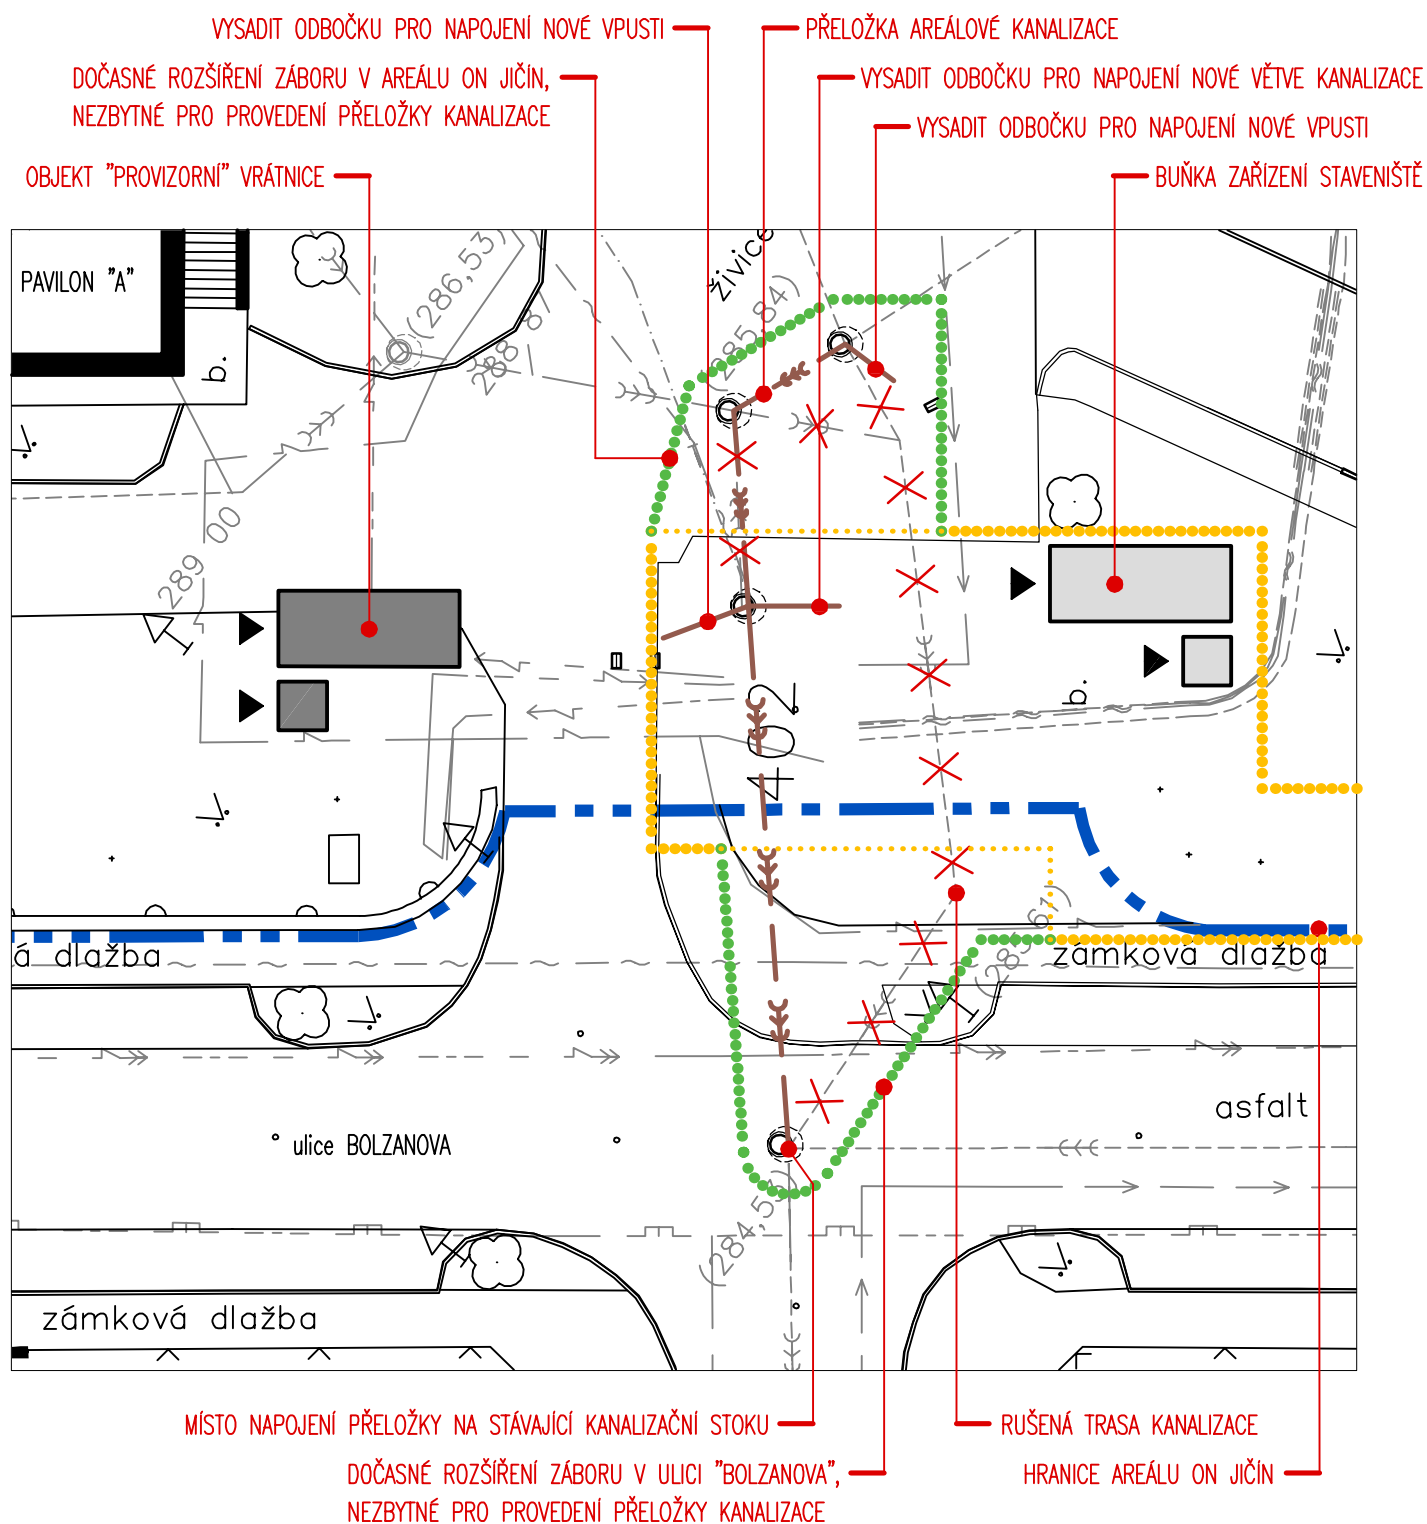 VYSADIT ODBOČKU PRO NAPOJENÍ NOVÉ VPUSTI
PŘELOŽKA AREÁLOVÉ KANALIZACE
DOČASNÉ ROZŠÍŘENÍ ZÁBORU V AREÁLU ON JIČÍN,
NEZBYTNÉ PRO PROVEDENÍ PŘELOŽKY KANALIZACE
VYSADIT ODBOČKU PRO NAPOJENÍ NOVÉ VĚTVE KANALIZACE
VYSADIT ODBOČKU PRO NAPOJENÍ NOVÉ VPUSTI
OBJEKT "PROVIZORNÍ" VRÁTNICE
BUŇKA ZAŘÍZENÍ STAVENIŠTĚ
PAVILON "A"
(286,53)
živice
(285,84)
288 87
b.
289 00
402
b.
á dlažba
zámková dlažba
asfalt
ulice BOLZANOVA
(284,53)
zámková dlažba
MÍSTO NAPOJENÍ PŘELOŽKY NA STÁVAJÍCÍ KANALIZAČNÍ STOKU
RUŠENÁ TRASA KANALIZACE
DOČASNÉ ROZŠÍŘENÍ ZÁBORU V ULICI "BOLZANOVA",
NEZBYTNÉ PRO PROVEDENÍ PŘELOŽKY KANALIZACE
HRANICE AREÁLU ON JIČÍN